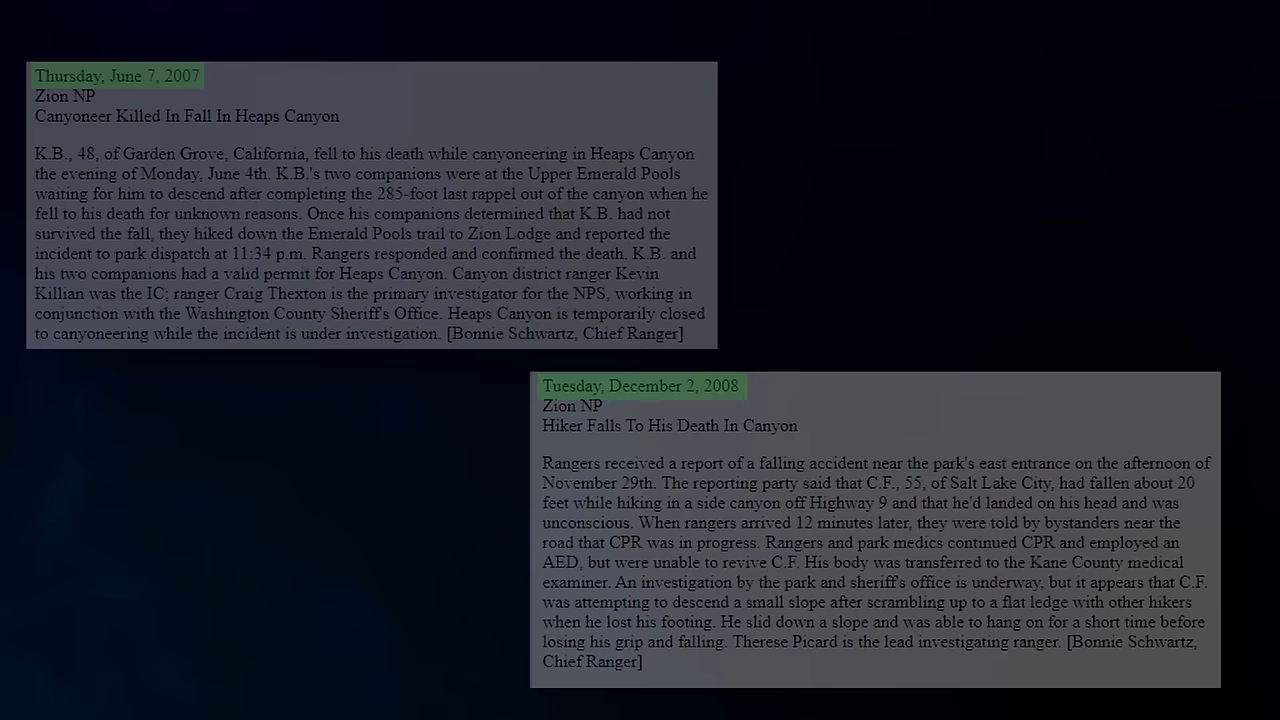 Thursday, June 7, 2007
Zion NP
Canyoneer Killed In Fall In Heaps Canyon
K.B., 48, of Garden Grove, California, fell to his death while canyoneering in Heaps Canyon
the evening of Monday, June 4th. K.B.'s two companions were at the Upper Emerald Pools
waiting for him to descend after completing the 285-foot last rappel out of the canyon when he
fell to his death for unknown reasons. Once his companions determined that K.B. had not
survived the fall, they hiked down the Emerald Pools trail to Zion Lodge and reported the
incident to park dispatch at 11:34 p.m. Rangers responded and confirmed the death. K.B. and
his two companions had a valid permit for Heaps Canyon. Canyon district ranger Kevin
Killian was the IC; ranger Craig Thexton is the primary investigator for the NPS, working in
conjunction with the Washington County Sheriff's Office. Heaps Canyon is temporarily closed
to canyoneering while the incident is under investigation. [Bonnie Schwartz, Chief Ranger]
Tuesday, December 2, 2008
Zion NP
Hiker Falls To His Death In Canyon
Rangers received a report of a falling accident near the park's east entrance on the afternoon of
November 29th. The reporting party said that C.F., 55, of Salt Lake City, had fallen about 20
feet while hiking in a side canyon off Highway 9 and that he'd landed on his head and was
unconscious. When rangers arrived 12 minutes later, they were told by bystanders near the
road that CPR was in progress. Rangers and park medics continued CPR and employed an
AED, but were unable to revive C.F. His body was transferred to the Kane County medical
examiner. An investigation by the park and sheriff's office is underway, but it appears that C.F.
was attempting to descend a small slope after scrambling up to a flat ledge with other hikers
when he lost his footing. He slid down a slope and was able to hang on for a short time before
losing his grip and falling. Therese Picard is the lead investigating ranger. [Bonnie Schwartz,
Chief Ranger]